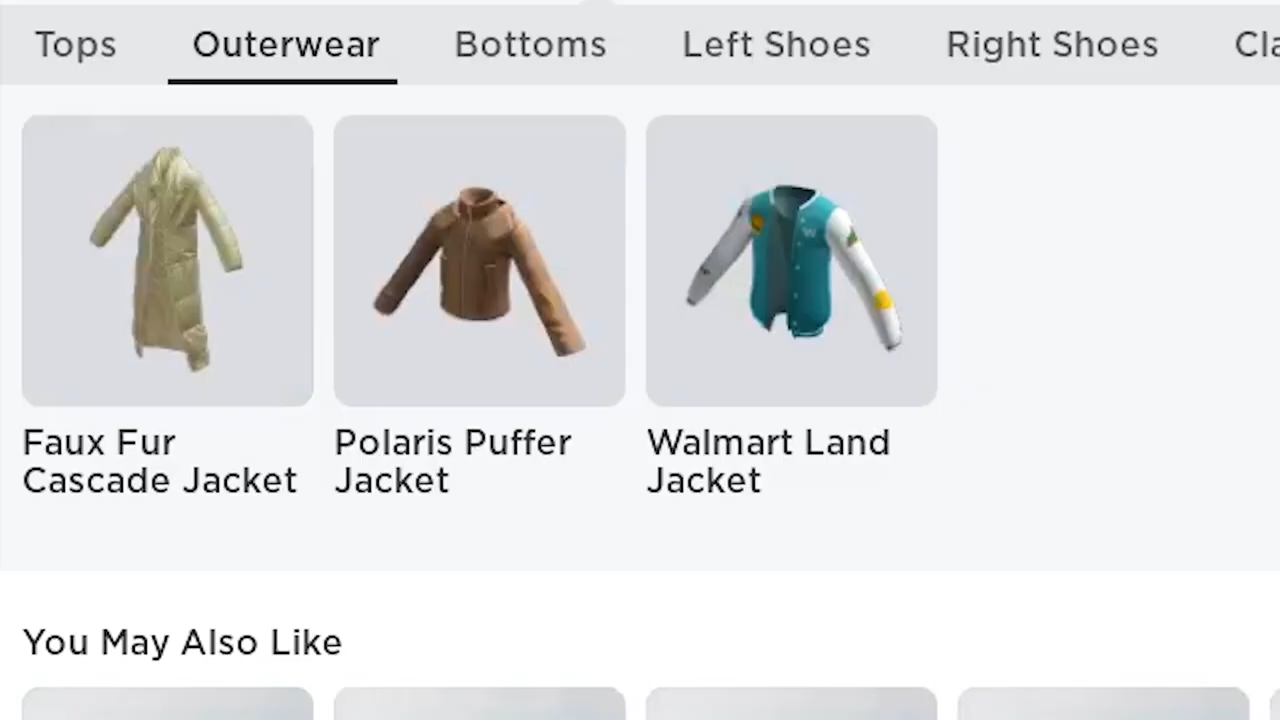 Tops Outerwear Bottoms Left Shoes Right Shoes
Faux Fur
Cascade Jacket
Polaris Puffer
Jacket
Walmart Land
Jacket
You May Also Like